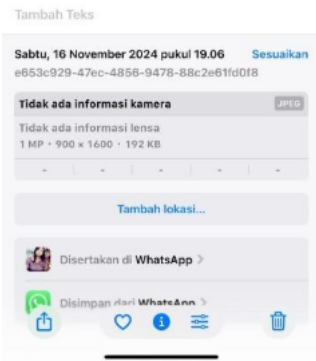 Tambah Teks
Sabtu, 16 November 2024 pukul 19.06 Sesuaikan
e653c929-47ec-4856-9478-88c2e61fd0f8
Tidak ada informasi kamera JPEG
Tidak ada informasi lensa
1 MP • 900 × 1600 • 192 KB
- - - - -
Tambah lokasi...
Disertakan di WhatsApp >
Disimpan dari WhatsApp >